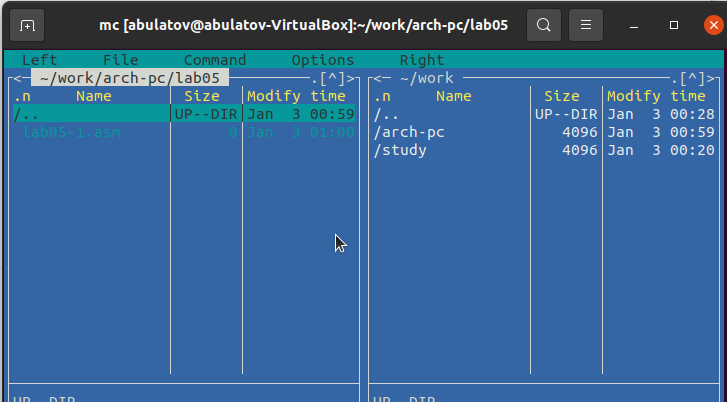 mc [abulatov@abulatov-VirtualBox]:~/work/arch-pc/lab05
Left File Command Options Right
<─ ~/work/arch-pc/lab05 .[^]>
.n Name Size Modify time
/.. UP--DIR Jan 3 00:59
lab05-1.asm 0 Jan 3 01:00
UP--DIR
<─ ~/work .[^]>
.n Name Size Modify time
/.. UP--DIR Jan 3 00:28
/arch-pc 4096 Jan 3 00:59
/study 4096 Jan 3 00:20
UP--DIR